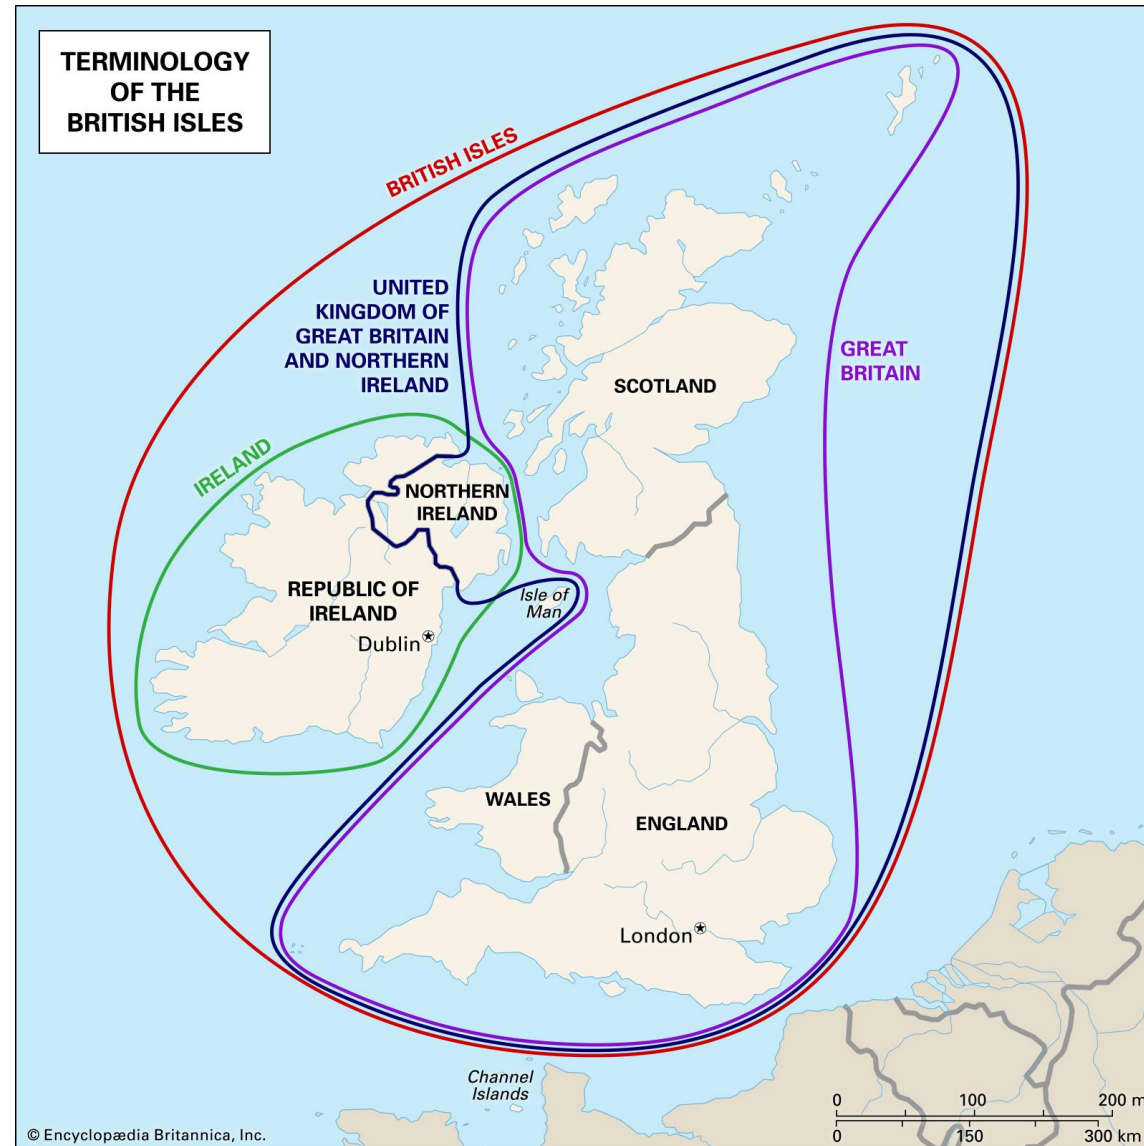 TERMINOLOGY
OF THE
BRITISH ISLES
BRITISH ISLES
UNITED
KINGDOM OF
GREAT BRITAIN
AND NORTHERN
IRELAND
GREAT
BRITAIN
SCOTLAND
IRELAND
NORTHERN
IRELAND
REPUBLIC OF
IRELAND
Isle of
Man
Dublin
WALES
ENGLAND
London
Channel
Islands
0 100 200 m
0 150 300 km
© Encyclopædia Britannica, Inc.